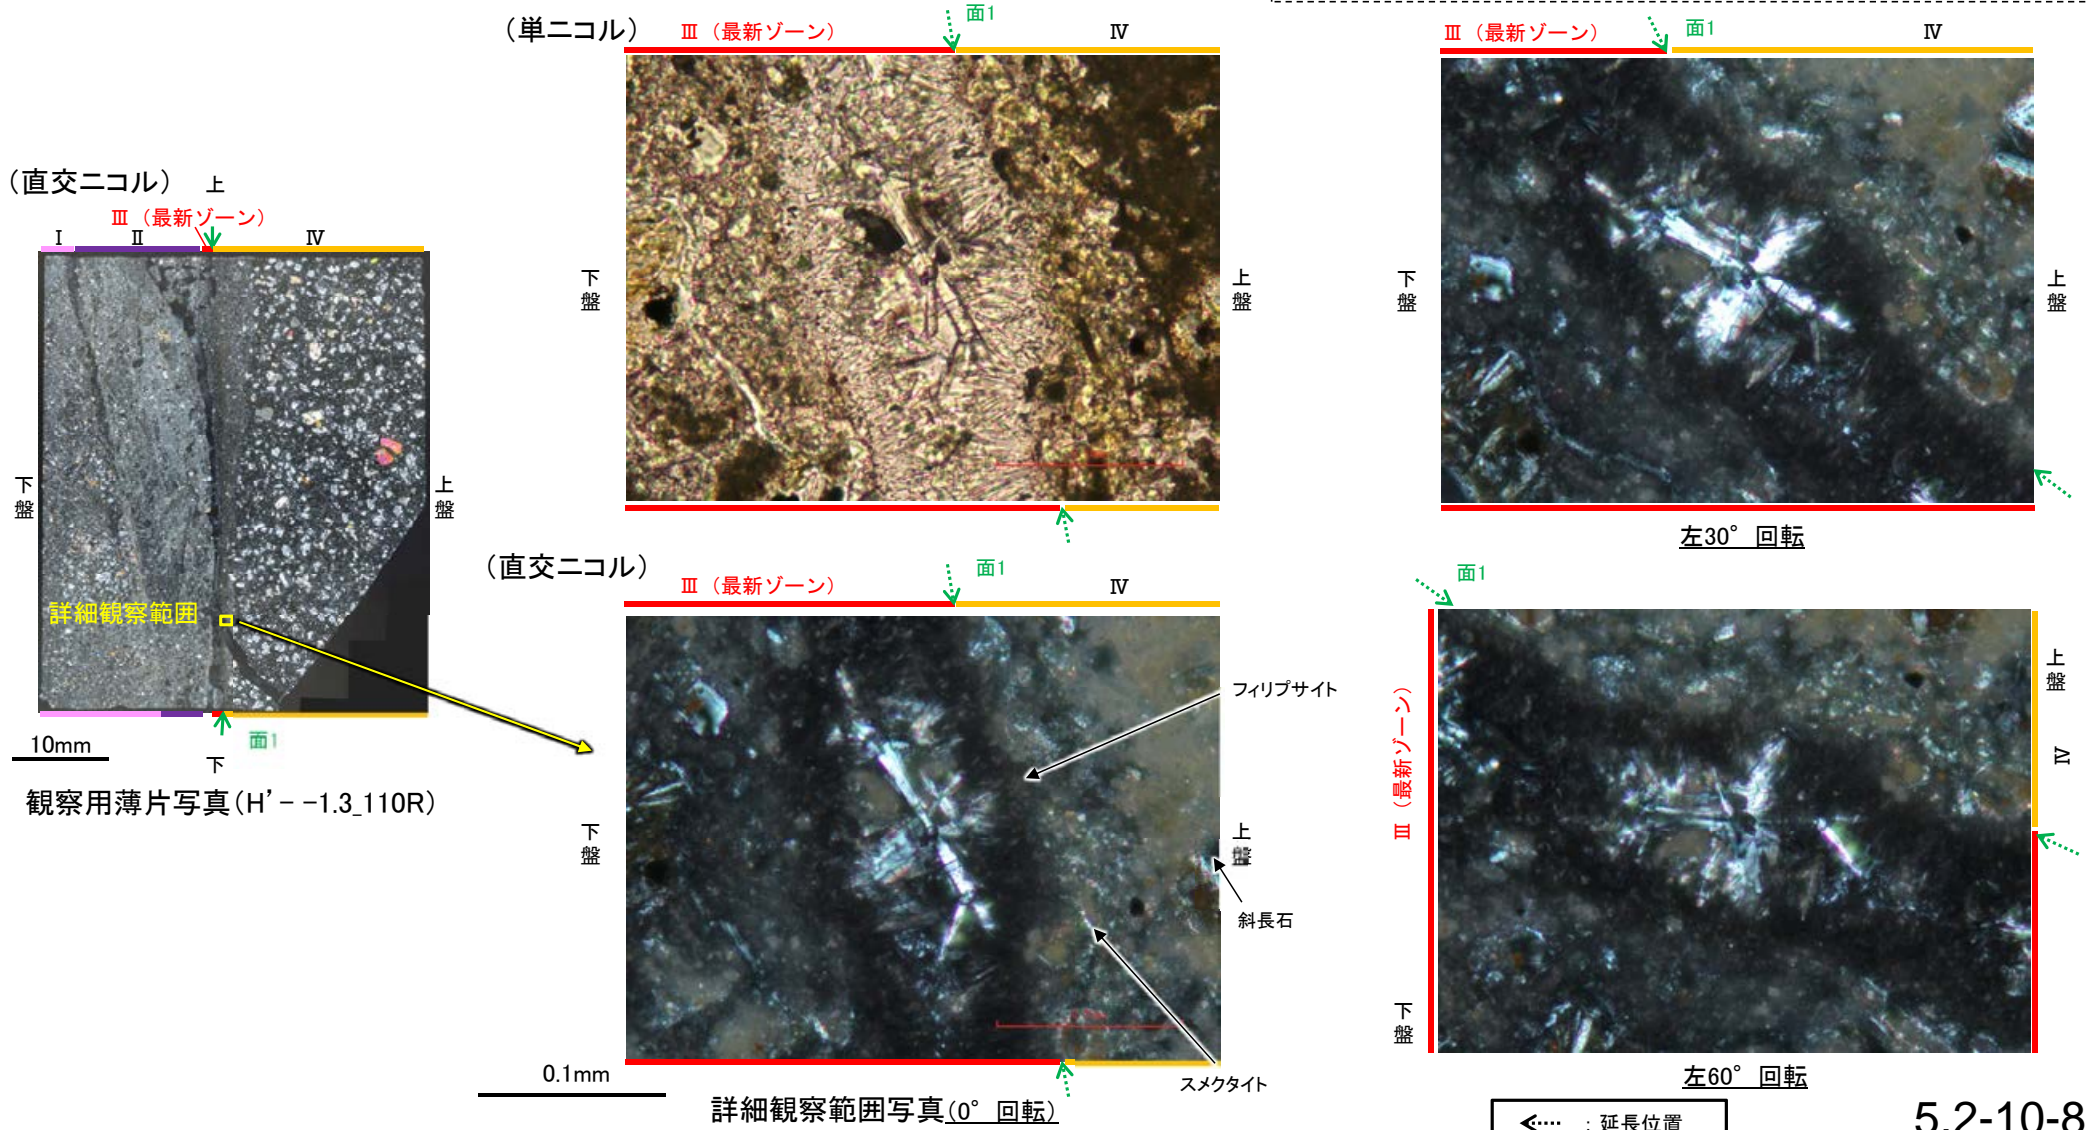 (直交ニコル)
上
Ⅲ(最新ゾーン)
Ⅰ
Ⅱ
Ⅳ
下盤
上盤
詳細観察範囲
10mm
面1
下
観察用薄片写真(H’- -1.3_110R)
(単ニコル)
Ⅲ(最新ゾーン)
面1
Ⅳ
下盤
上盤
(直交ニコル)
Ⅲ(最新ゾーン)
面1
Ⅳ
下盤
上盤
フィリプサイト
斜長石
スメクタイト
0.1mm
詳細観察範囲写真(0°回転)
Ⅲ(最新ゾーン)
面1
Ⅳ
下盤
上盤
左30°回転
面1
Ⅲ(最新ゾーン)
上盤
Ⅳ
下盤
左60°回転
:延長位置
5.2-10-8